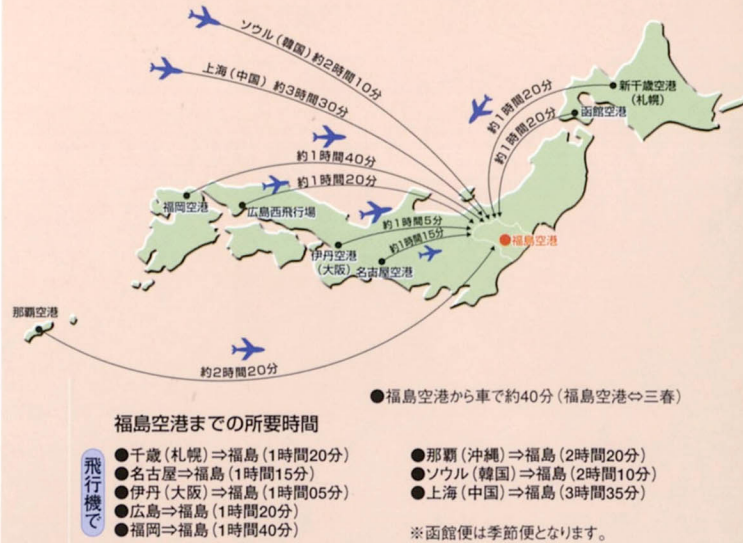 ソウル(韓国)約2時間10分
上海(中国) 約3時間30分
約1時間20分
約1時間20分
新千歳空港
(札幌)
函館空港
約1時間40分
約1時間20分
福岡空港
広島西飛行場
約1時間5分
約1時間15分
伊丹空港
(大阪)
名古屋空港
福島空港
那覇空港
約2時間20分
●福島空港から車で約40分(福島空港⇔三春)
福島空港までの所要時間
飛行機で
●千歳(札幌)⇒福島(1時間20分)
●名古屋⇒福島(1時間15分)
●伊丹(大阪)⇒福島(1時間05分)
●広島⇒福島(1時間20分)
●福岡⇒福島(1時間40分)
●那覇(沖縄)⇒福島(2時間20分)
●ソウル(韓国)⇒福島(2時間10分)
●上海(中国)⇒福島(3時間35分)
※函館便は季節便となります。